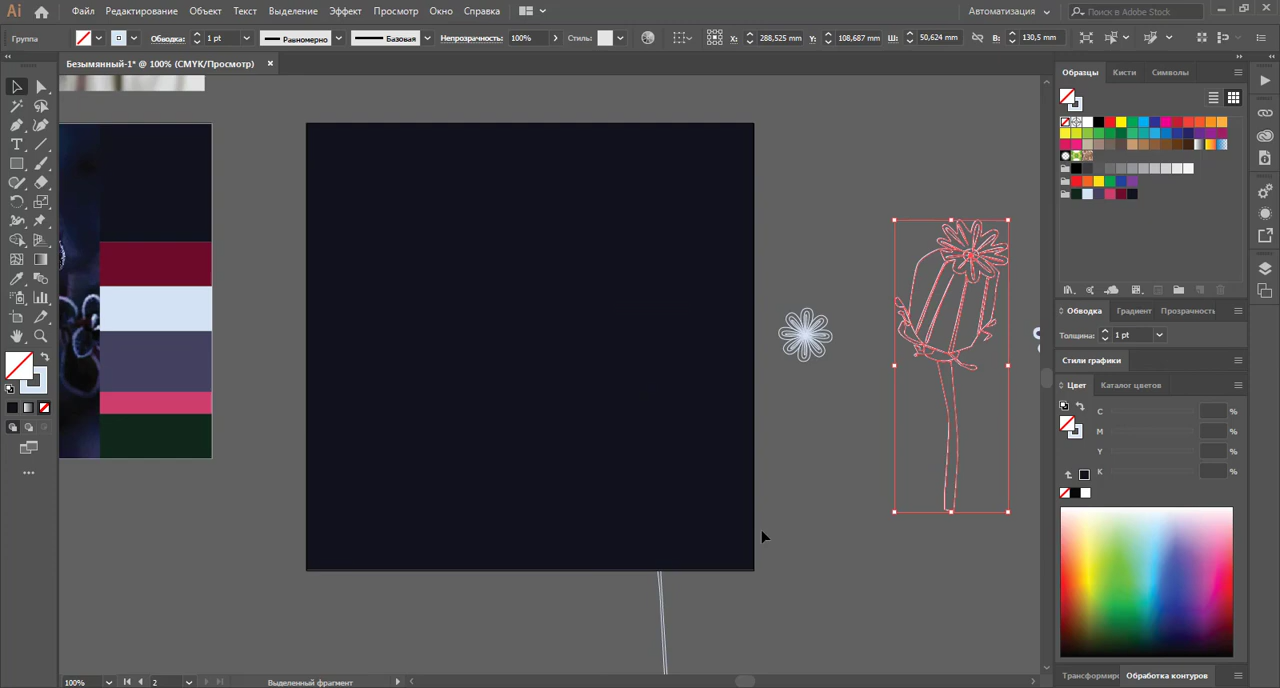 Ai Файл Редактирование Объект Текст Выделение Эффект Просмотр Окно Справка Автоматизация Поиск в Adobe Stock
Группа Обводка: 1 pt Равномерно Базовая Непрозрачность: 100% Стиль: X: 288,525 mm Y: 108,687 mm Ш: 50,624 mm В: 130,5 mm
Безымянный-1* @ 100% (CMYK/Просмотр) ×
Образцы Кисти Символы
Обводка Градиент Прозрачность
Толщина: 1 pt
Стили графики
Цвет Каталог цветов
C %
M %
Y %
K %
100% 2 Выделенный фрагмент
Трансформир Обработка контуров